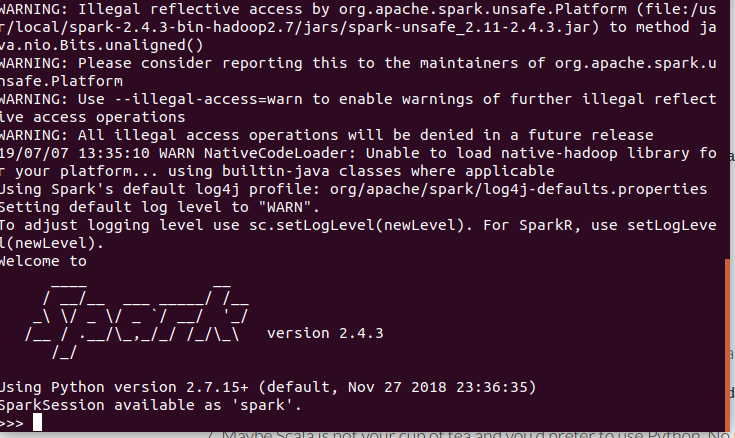 WARNING: Illegal reflective access by org.apache.spark.unsafe.Platform (file:/us
r/local/spark-2.4.3-bin-hadoop2.7/jars/spark-unsafe_2.11-2.4.3.jar) to method ja
va.nio.Bits.unaligned()
WARNING: Please consider reporting this to the maintainers of org.apache.spark.u
nsafe.Platform
WARNING: Use --illegal-access=warn to enable warnings of further illegal reflect
ive access operations
WARNING: All illegal access operations will be denied in a future release
19/07/07 13:35:10 WARN NativeCodeLoader: Unable to load native-hadoop library fo
r your platform... using builtin-java classes where applicable
Using Spark's default log4j profile: org/apache/spark/log4j-defaults.properties
Setting default log level to "WARN".
To adjust logging level use sc.setLogLevel(newLevel). For SparkR, use setLogLeve
l(newLevel).
Welcome to
      ____              __
     / __/__  ___ _____/ /__
    _\ \/ _ \/ _ `/ __/  '_/
   /__ / .__/\_,_/_/ /_/\_\   version 2.4.3
      /_/
Using Python version 2.7.15+ (default, Nov 27 2018 23:36:35)
SparkSession available as 'spark'.
>>>
7. Maybe Scala is not your cup of tea and you'd prefer to use Python. No